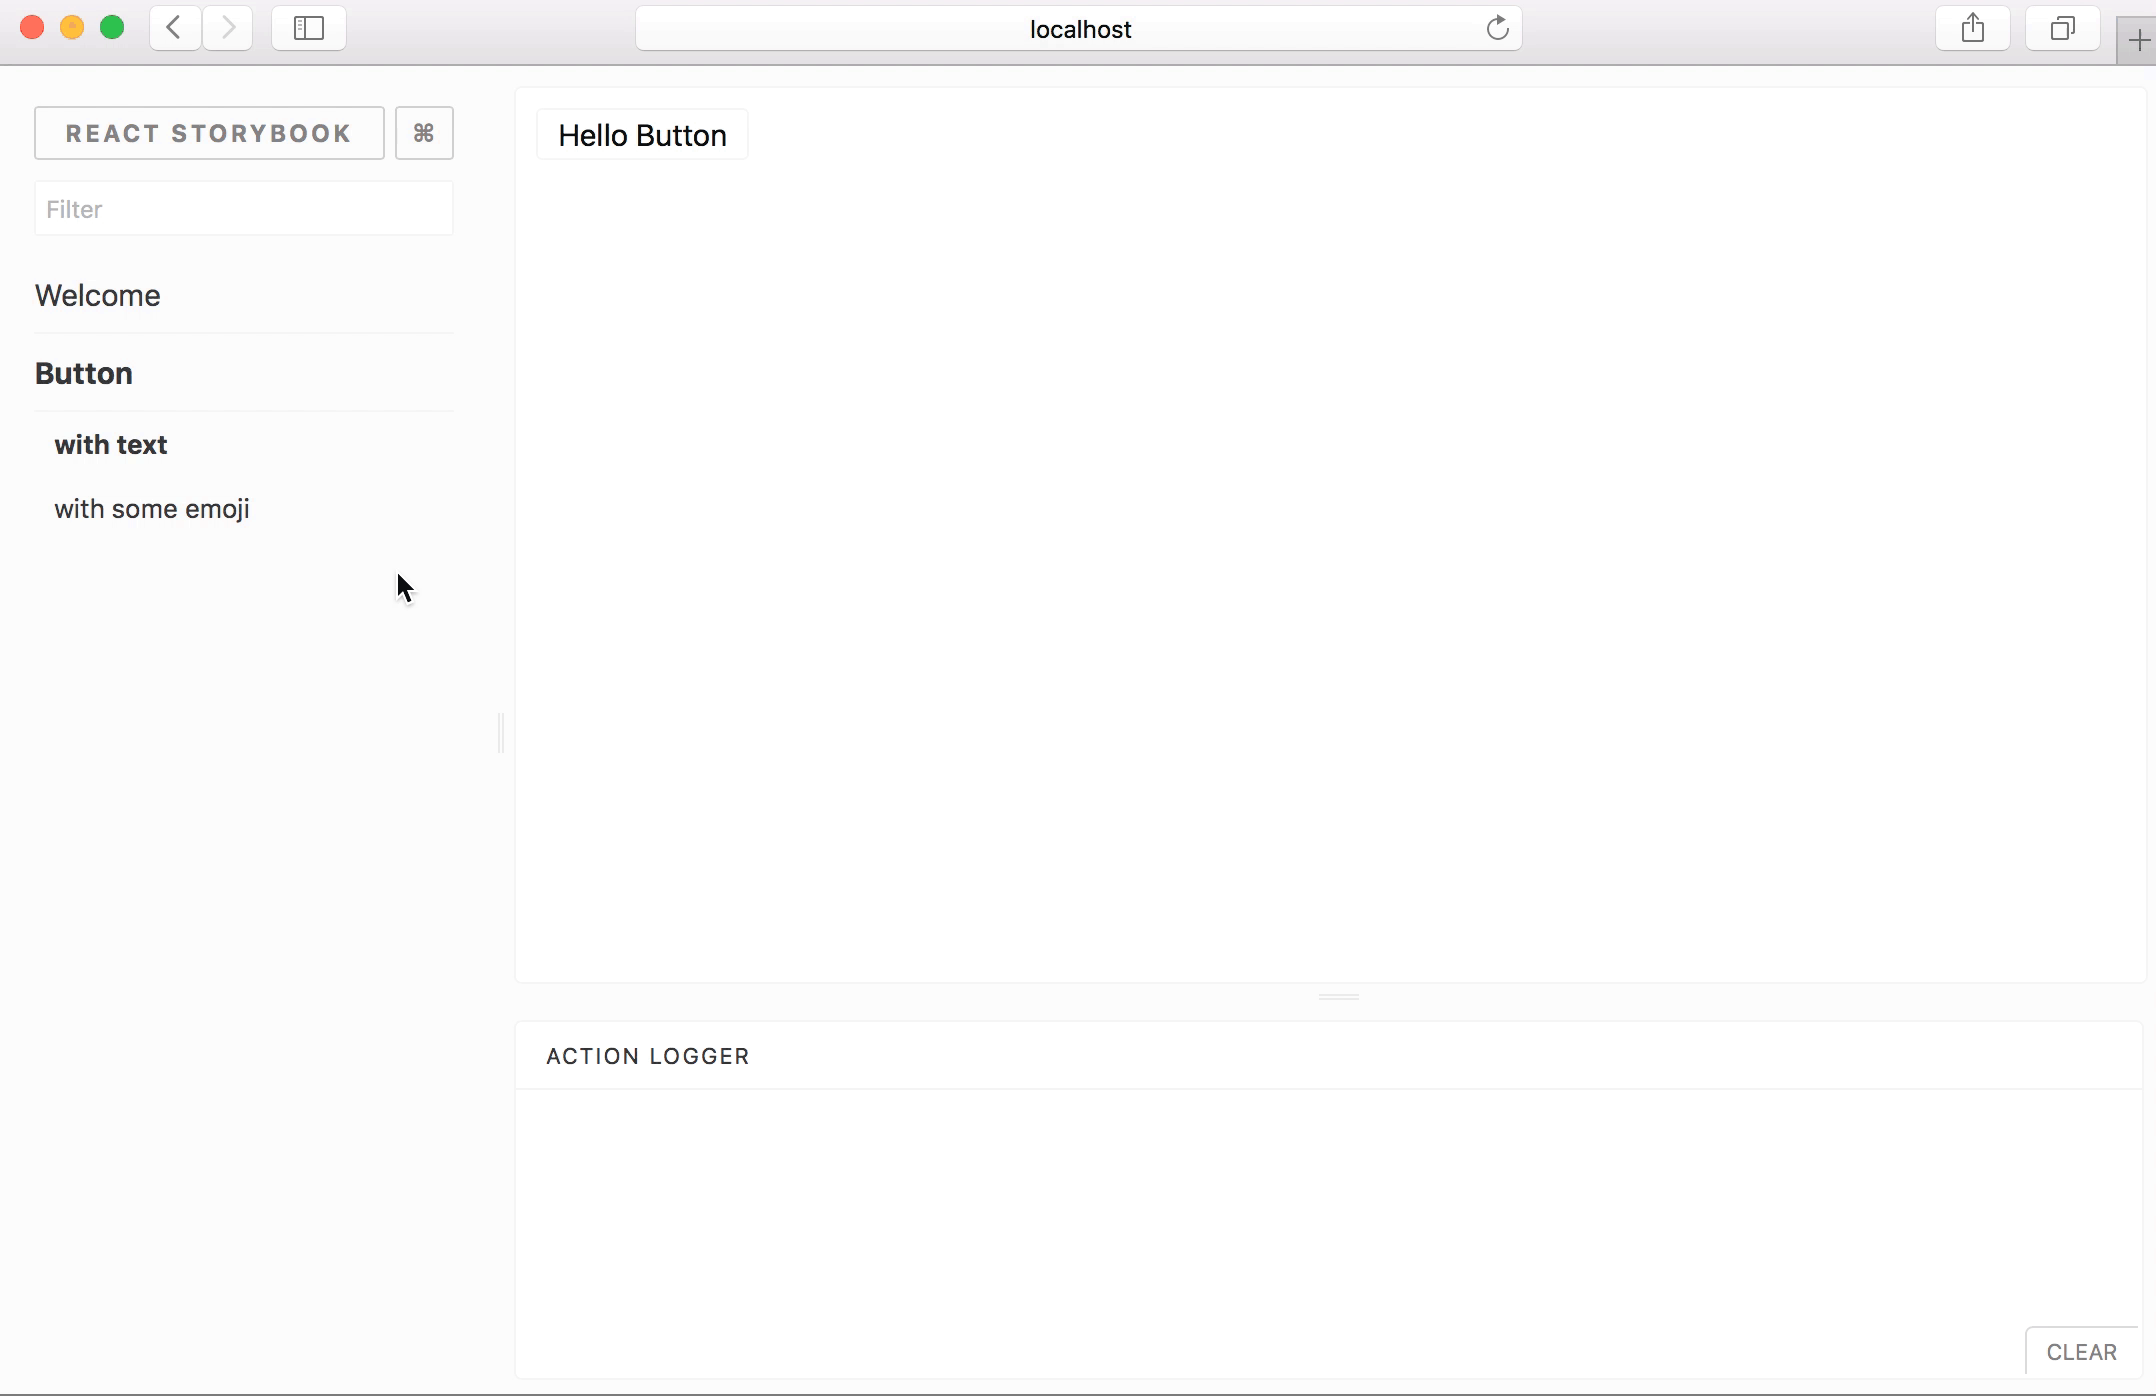 localhost
REACT STORYBOOK ⌘
Filter
Welcome
Button
with text
with some emoji
Hello Button
ACTION LOGGER
CLEAR